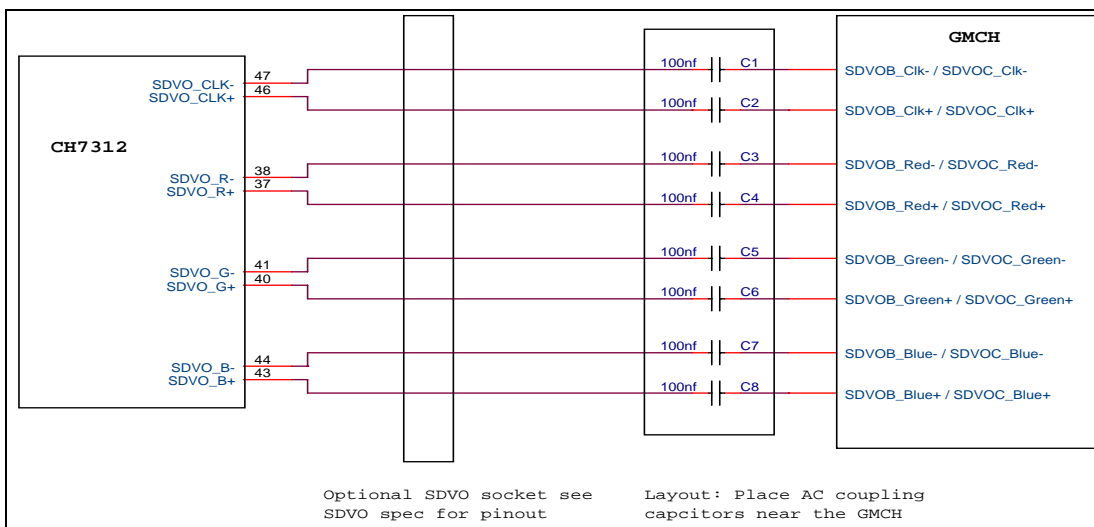 GMCH
CH7312
SDVO_CLK- 47 100nf C1 SDVOB_Clk- / SDVOC_Clk-
SDVO_CLK+ 46 100nf C2 SDVOB_Clk+ / SDVOC_Clk+
SDVO_R- 38 100nf C3 SDVOB_Red- / SDVOC_Red-
SDVO_R+ 37 100nf C4 SDVOB_Red+ / SDVOC_Red+
SDVO_G- 41 100nf C5 SDVOB_Green- / SDVOC_Green-
SDVO_G+ 40 100nf C6 SDVOB_Green+ / SDVOC_Green+
SDVO_B- 44 100nf C7 SDVOB_Blue- / SDVOC_Blue-
SDVO_B+ 43 100nf C8 SDVOB_Blue+ / SDVOC_Blue+
Optional SDVO socket see
SDVO spec for pinout
Layout: Place AC coupling
capcitors near the GMCH